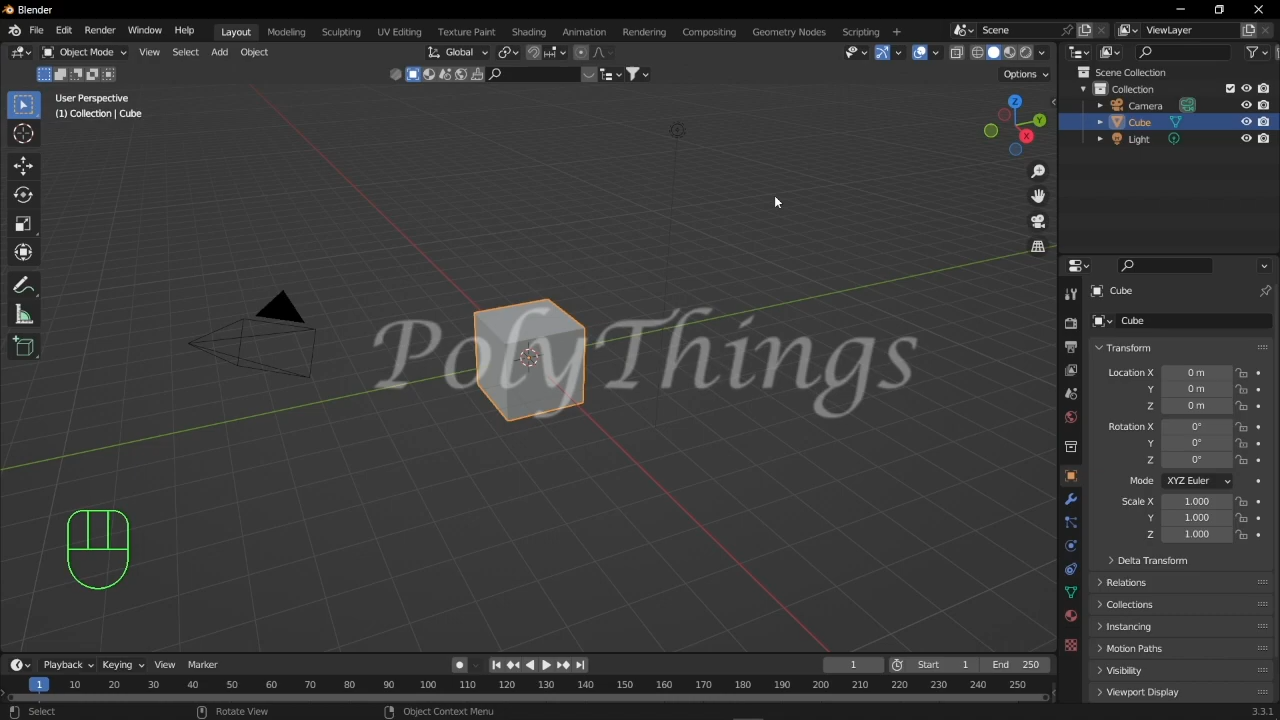 Blender
File Edit Render Window Help Layout Modeling Sculpting UV Editing Texture Paint Shading Animation Rendering Compositing Geometry Nodes Scripting + Scene ViewLayer
Object Mode View Select Add Object Global
Options
User Perspective
(1) Collection | Cube
Z
Y
X
Scene Collection
Collection
Camera
Cube
Light
PolyThings
Cube
Cube
Transform
Location X 0 m
Y 0 m
Z 0 m
Rotation X 0°
Y 0°
Z 0°
Mode XYZ Euler
Scale X 1.000
Y 1.000
Z 1.000
Delta Transform
Relations
Collections
Instancing
Motion Paths
Visibility
Viewport Display
Playback Keying View Marker 1 Start 1 End 250
1 10 20 30 40 50 60 70 80 90 100 110 120 130 140 150 160 170 180 190 200 210 220 230 240 250
Select Rotate View Object Context Menu 3.3.1